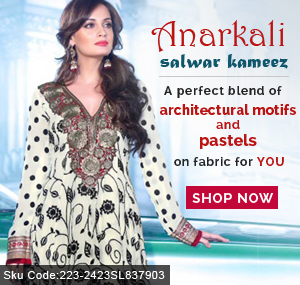 Anarkali
salwar kameez
A perfect blend of
architectural motifs
and
pastels
on fabric for YOU
SHOP NOW
Sku Code:223-2423SL837903